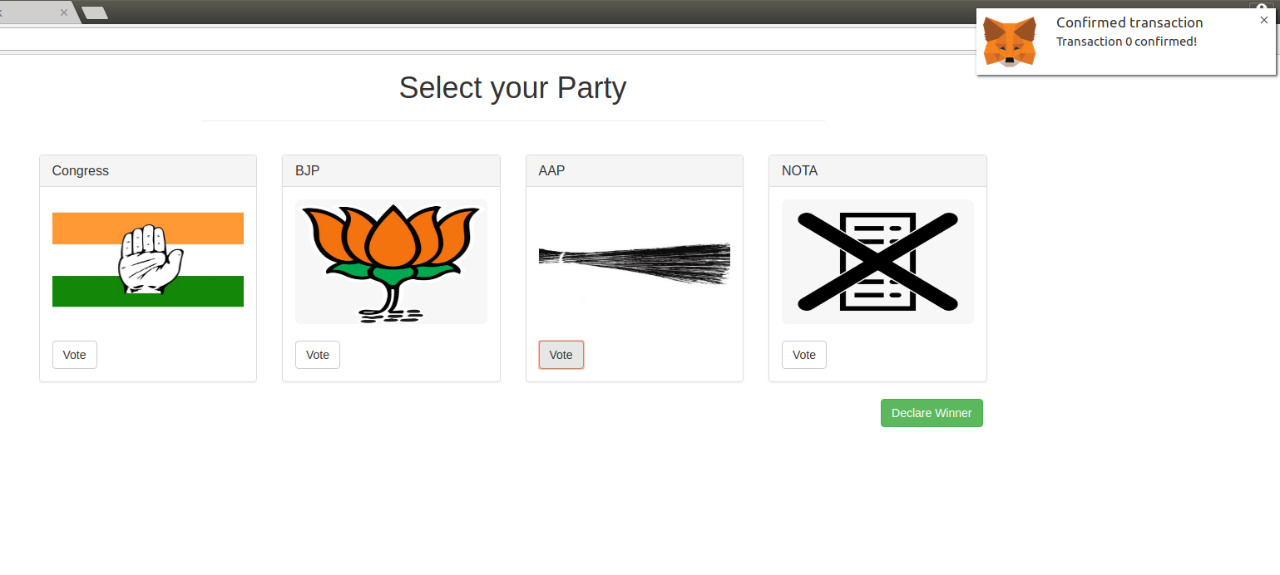 Confirmed transaction
Transaction 0 confirmed!
Select your Party
Congress
BJP
AAP
NOTA
Vote
Vote
Vote
Vote
Declare Winner